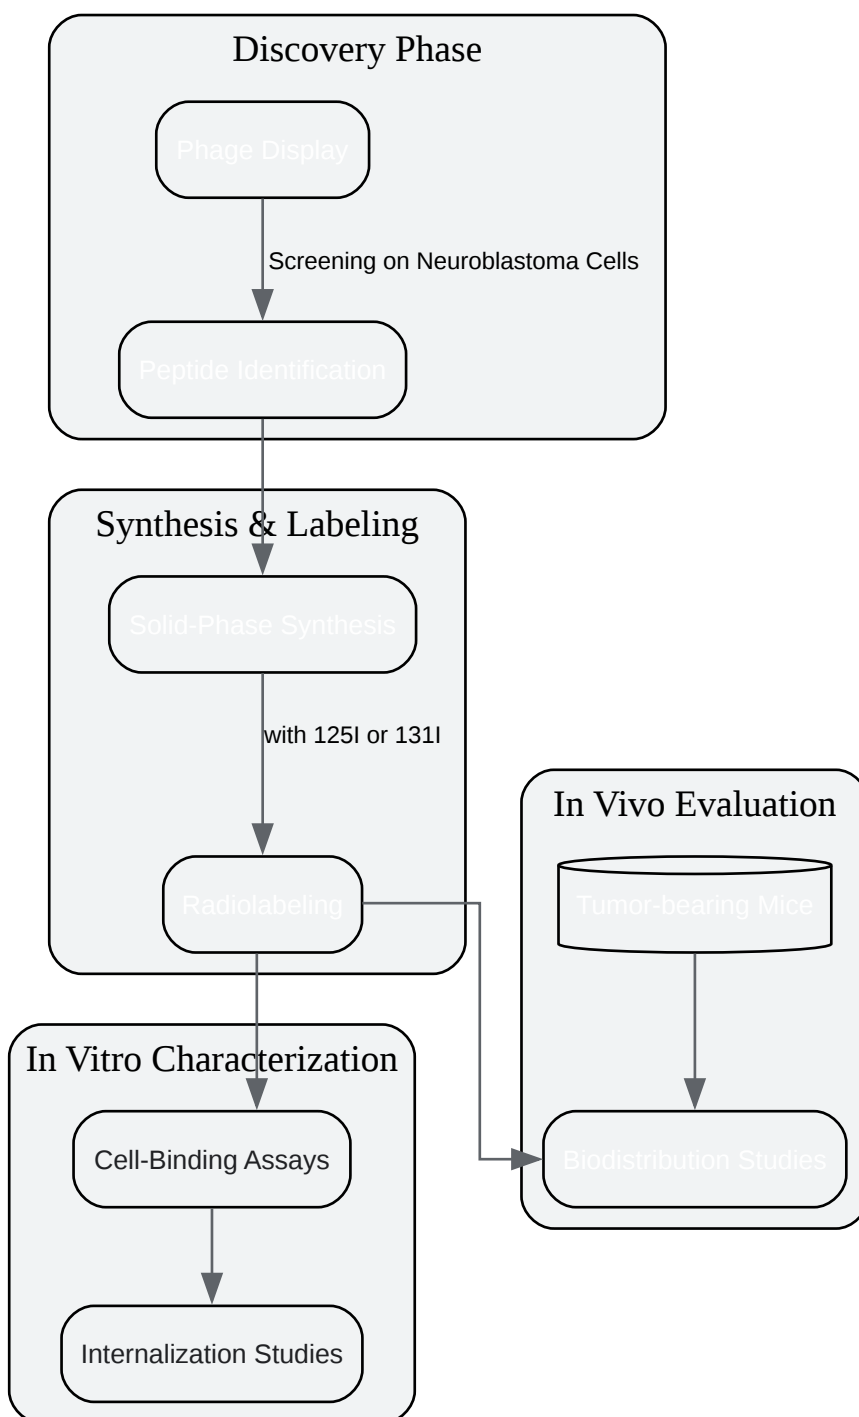 Discovery Phase
Phage Display
Screening on Neuroblastoma Cells
Peptide Identification
Synthesis & Labeling
Solid-Phase Synthesis
with 125I or 131I
Radiolabeling
In Vivo Evaluation
Tumor-bearing Mice
Biodistribution Studies
In Vitro Characterization
Cell-Binding Assays
Internalization Studies